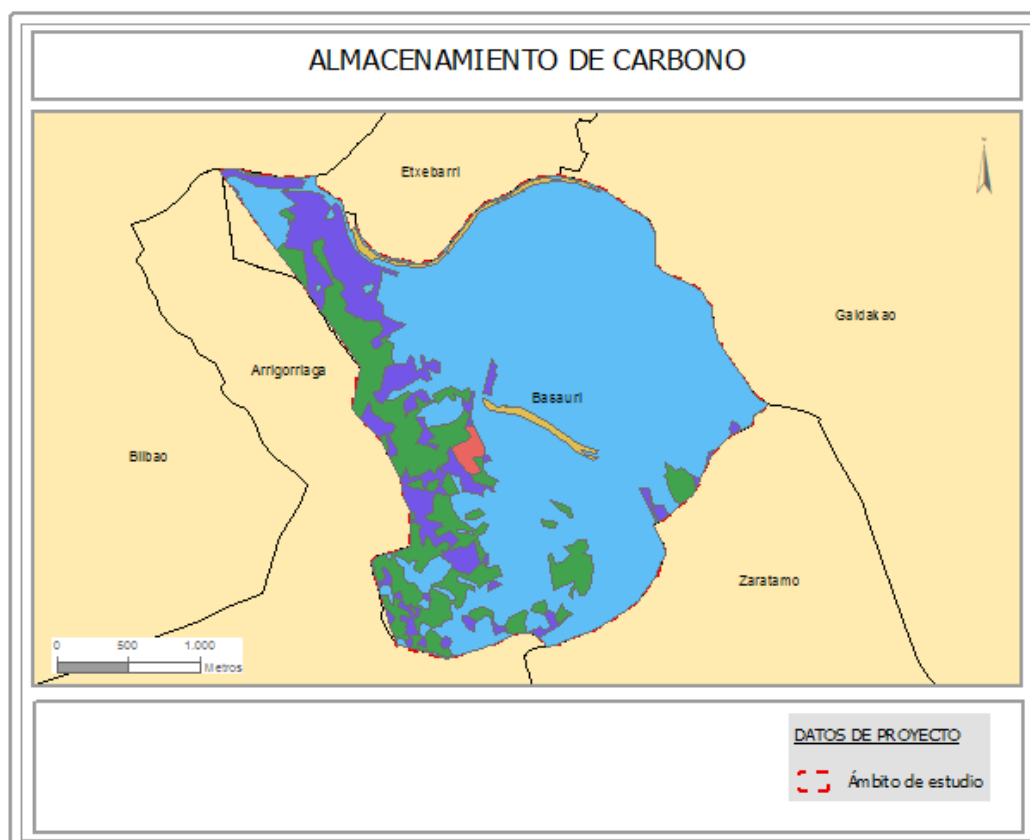 ALMACENAMIENTO DE CARBONO
Etxebarri
Galdakao
Arrigorriaga
Basauri
Bilbao
Zaratamo
0 500 1.000
Metros
DATOS DE PROYECTO
Ámbito de estudio